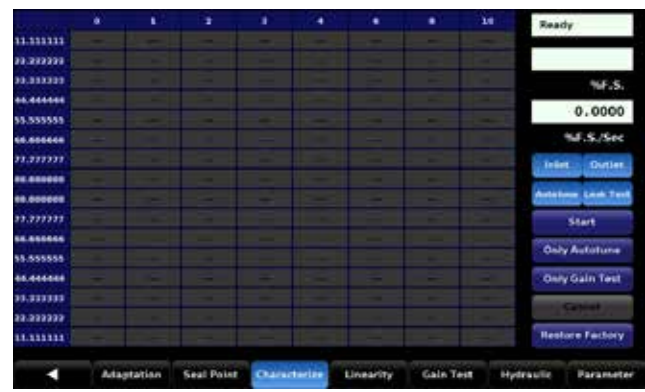 0 1 2 3 4 6 8 10
11.111111
22.222222
33.333333
44.444444
55.555555
66.666666
77.777777
88.888888
88.888888
77.777777
66.666666
55.555555
44.444444
33.333333
22.222222
11.111111
Ready
%F.S.
0.0000
%F.S./Sec
Inlet Outlet
Autotune Leak Test
Start
Only Autotune
Only Gain Test
Cancel
Restore Factory
Adaptation Seal Point Characterize Linearity Gain Test Hydraulic Parameter